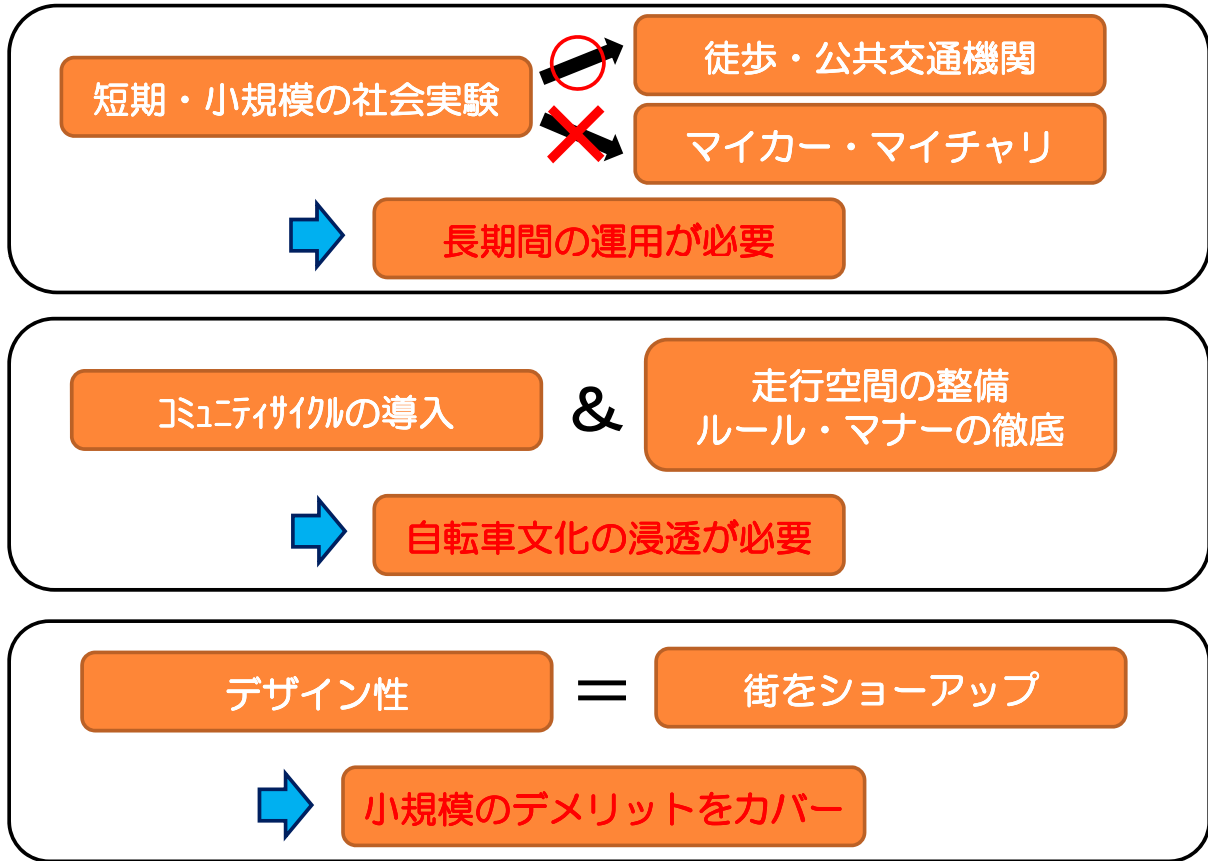 徒歩・公共交通機関
短期・小規模の社会実験
マイカー・マイチャリ
長期間の運用が必要
コミュニティサイクルの導入
&
走行空間の整備
ルール・マナーの徹底
自転車文化の浸透が必要
デザイン性
＝
街をショーアップ
小規模のデメリットをカバー